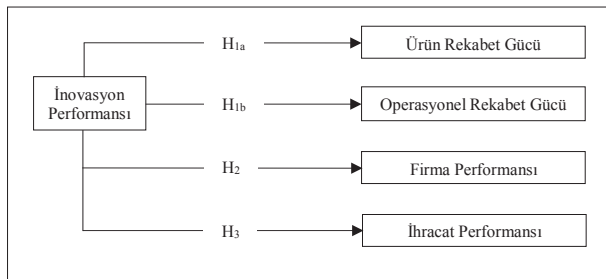 H1a
Ürün Rekabet Gücü
İnovasyon
Performansı
H1b
Operasyonel Rekabet Gücü
H2
Firma Performansı
H3
İhracat Performansı